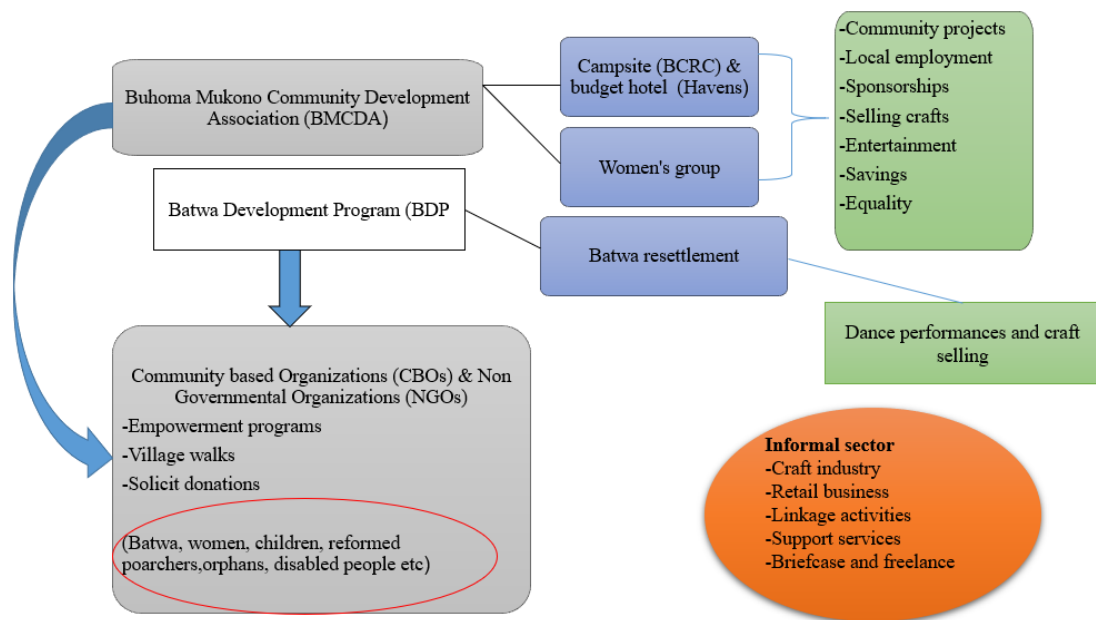 Buhoma Mukono Community Development
Association (BMCDA)
Campsite (BCRC) &
budget hotel  (Havens)
Women's group
-Community projects
-Local employment
-Sponsorships
-Selling crafts
-Entertainment
-Savings
-Equality
Batwa Development Program (BDP
Batwa resettlement
Dance performances and craft
selling
Community based Organizations (CBOs) & Non
Governmental Organizations (NGOs)
-Empowerment programs
-Village walks
-Solicit donations
(Batwa, women, children, reformed
poarchers,orphans, disabled people etc)
Informal sector
-Craft industry
-Retail business
-Linkage activities
-Support services
-Briefcase and freelance